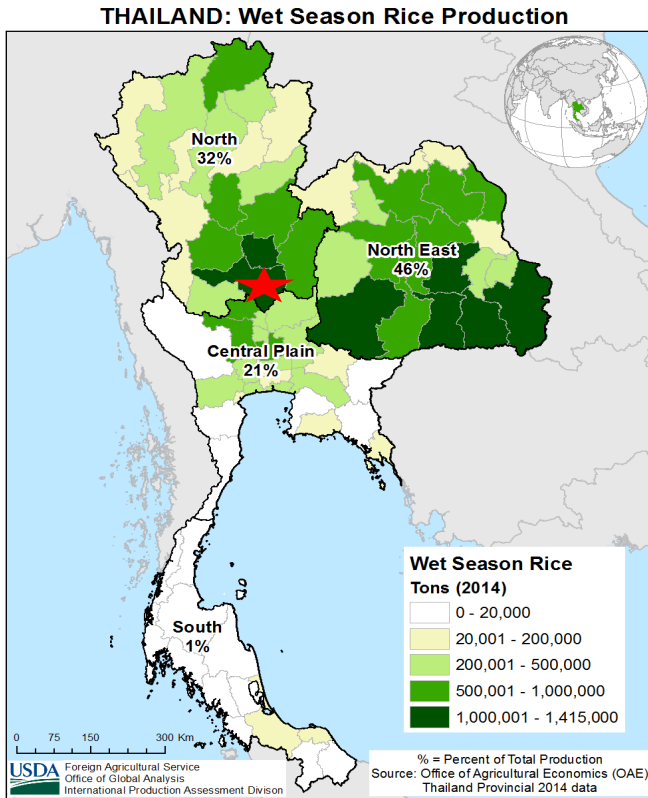 THAILAND: Wet Season Rice Production
North
32%
North East
46%
Central Plain
21%
South
1%
Wet Season Rice
Tons (2014)
0 - 20,000
20,001 - 200,000
200,001 - 500,000
500,001 - 1,000,000
1,000,001 - 1,415,000
0 75 150 300 Km
USDA
Foreign Agricultural Service
Office of Global Analysis
International Production Assessment Divison
% = Percent of Total Production
Source: Office of Agricultural Economics (OAE)
Thailand Provincial 2014 data